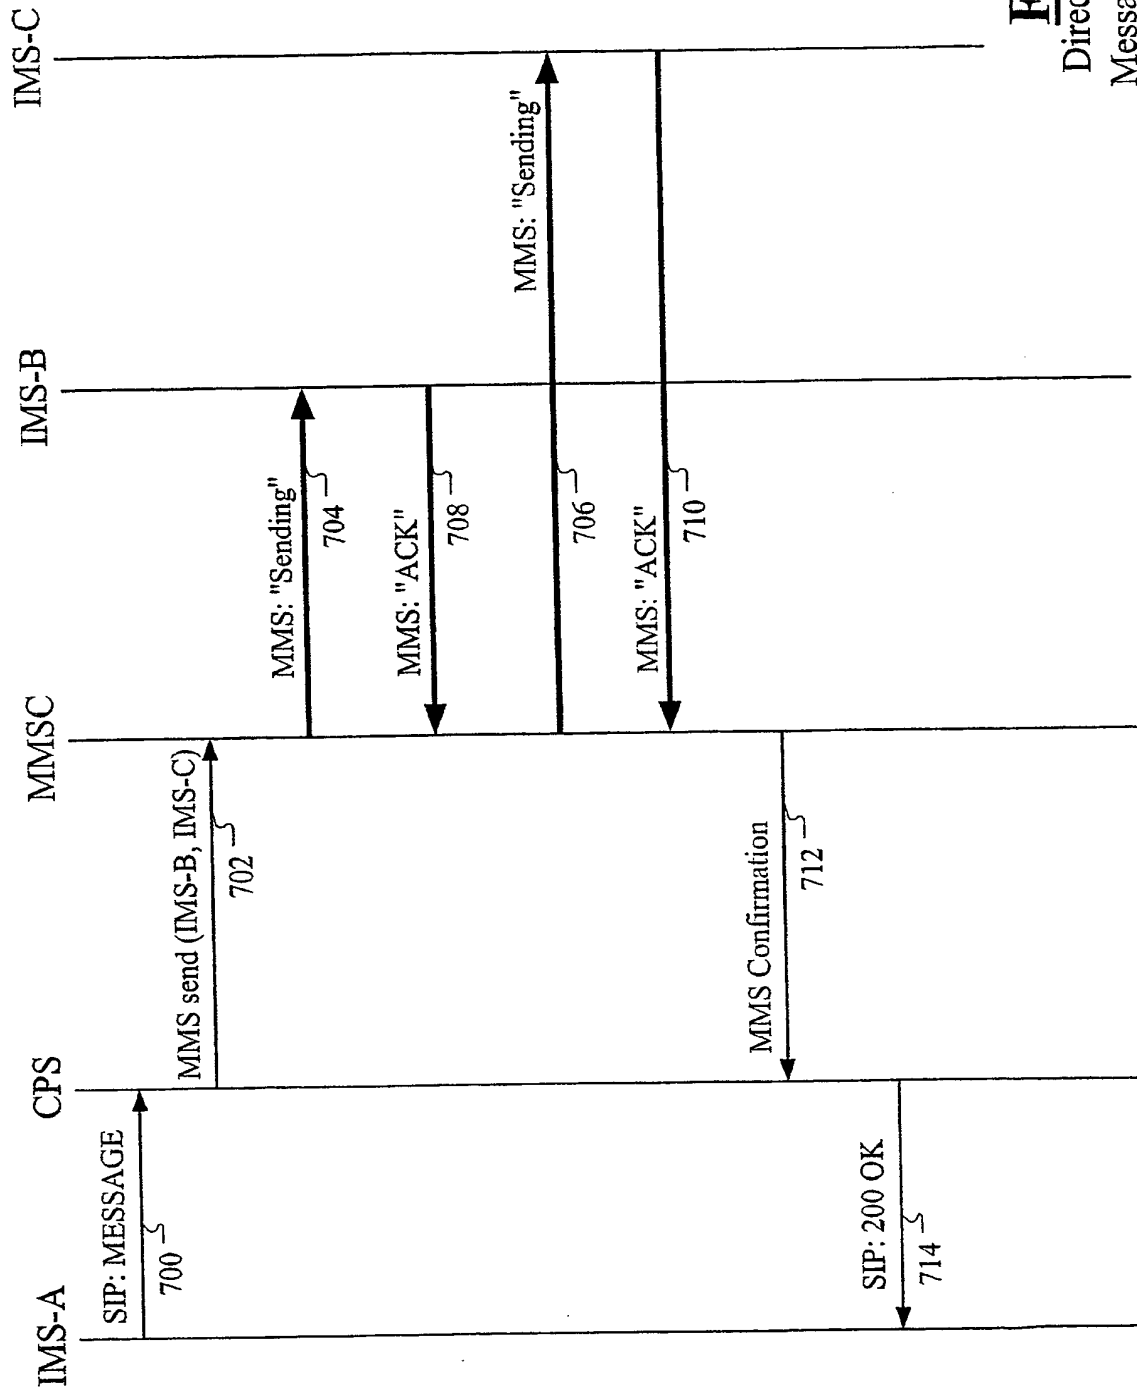 IMS-A
CPS
MMSC
IMS-B
IMS-C
SIP: MESSAGE
700
MMS send (IMS-B, IMS-C)
702
MMS: "Sending"
704
MMS: "ACK"
708
MMS: "Sending"
706
MMS: "ACK"
710
MMS Confirmation
712
SIP: 200 OK
714